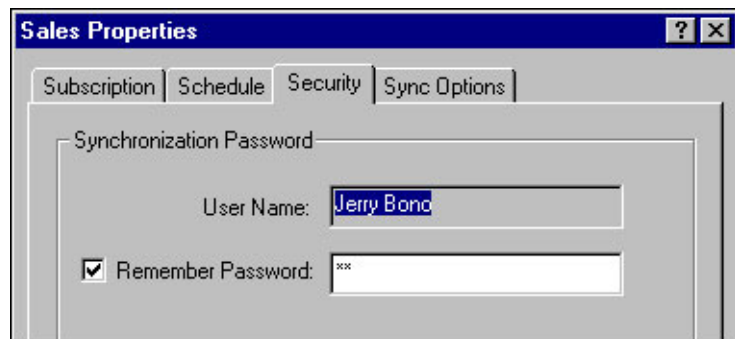 Sales Properties
Subscription Schedule Security Sync Options
Synchronization Password
User Name: Jerry Bono
Remember Password: **